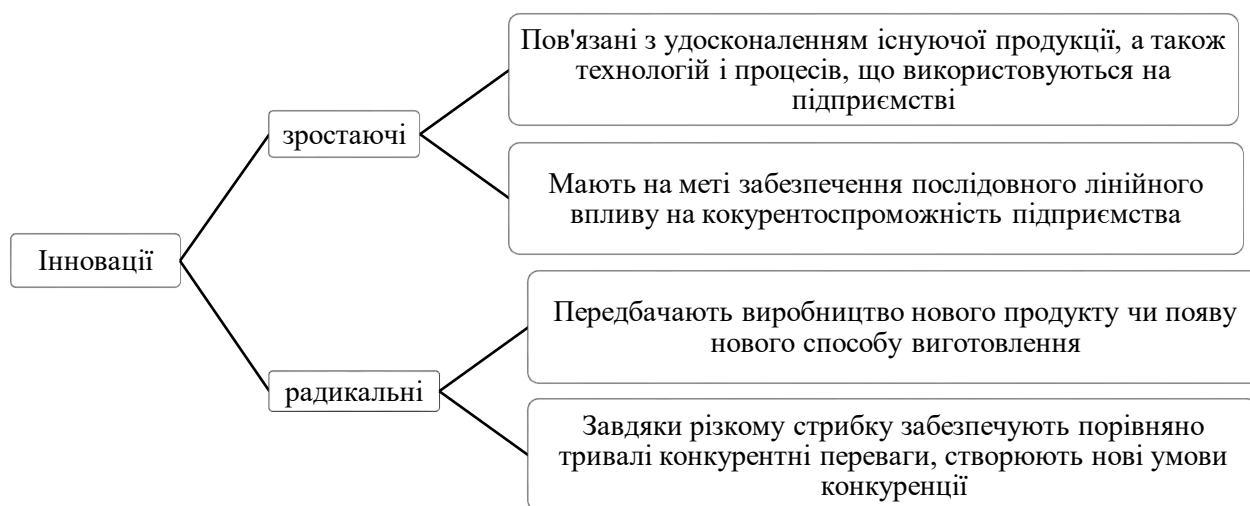 Інновації
зростаючі
Пов'язані з удосконаленням існуючої продукції, а також
технологій і процесів, що використовуються на
підприємстві
Мають на меті забезпечення послідовного лінійного
впливу на кокурентоспроможність підприємства
радикальні
Передбачають виробництво нового продукту чи появу
нового способу виготовлення
Завдяки різкому стрибку забезпечують порівняно
тривалі конкурентні переваги, створюють нові умови
конкуренції